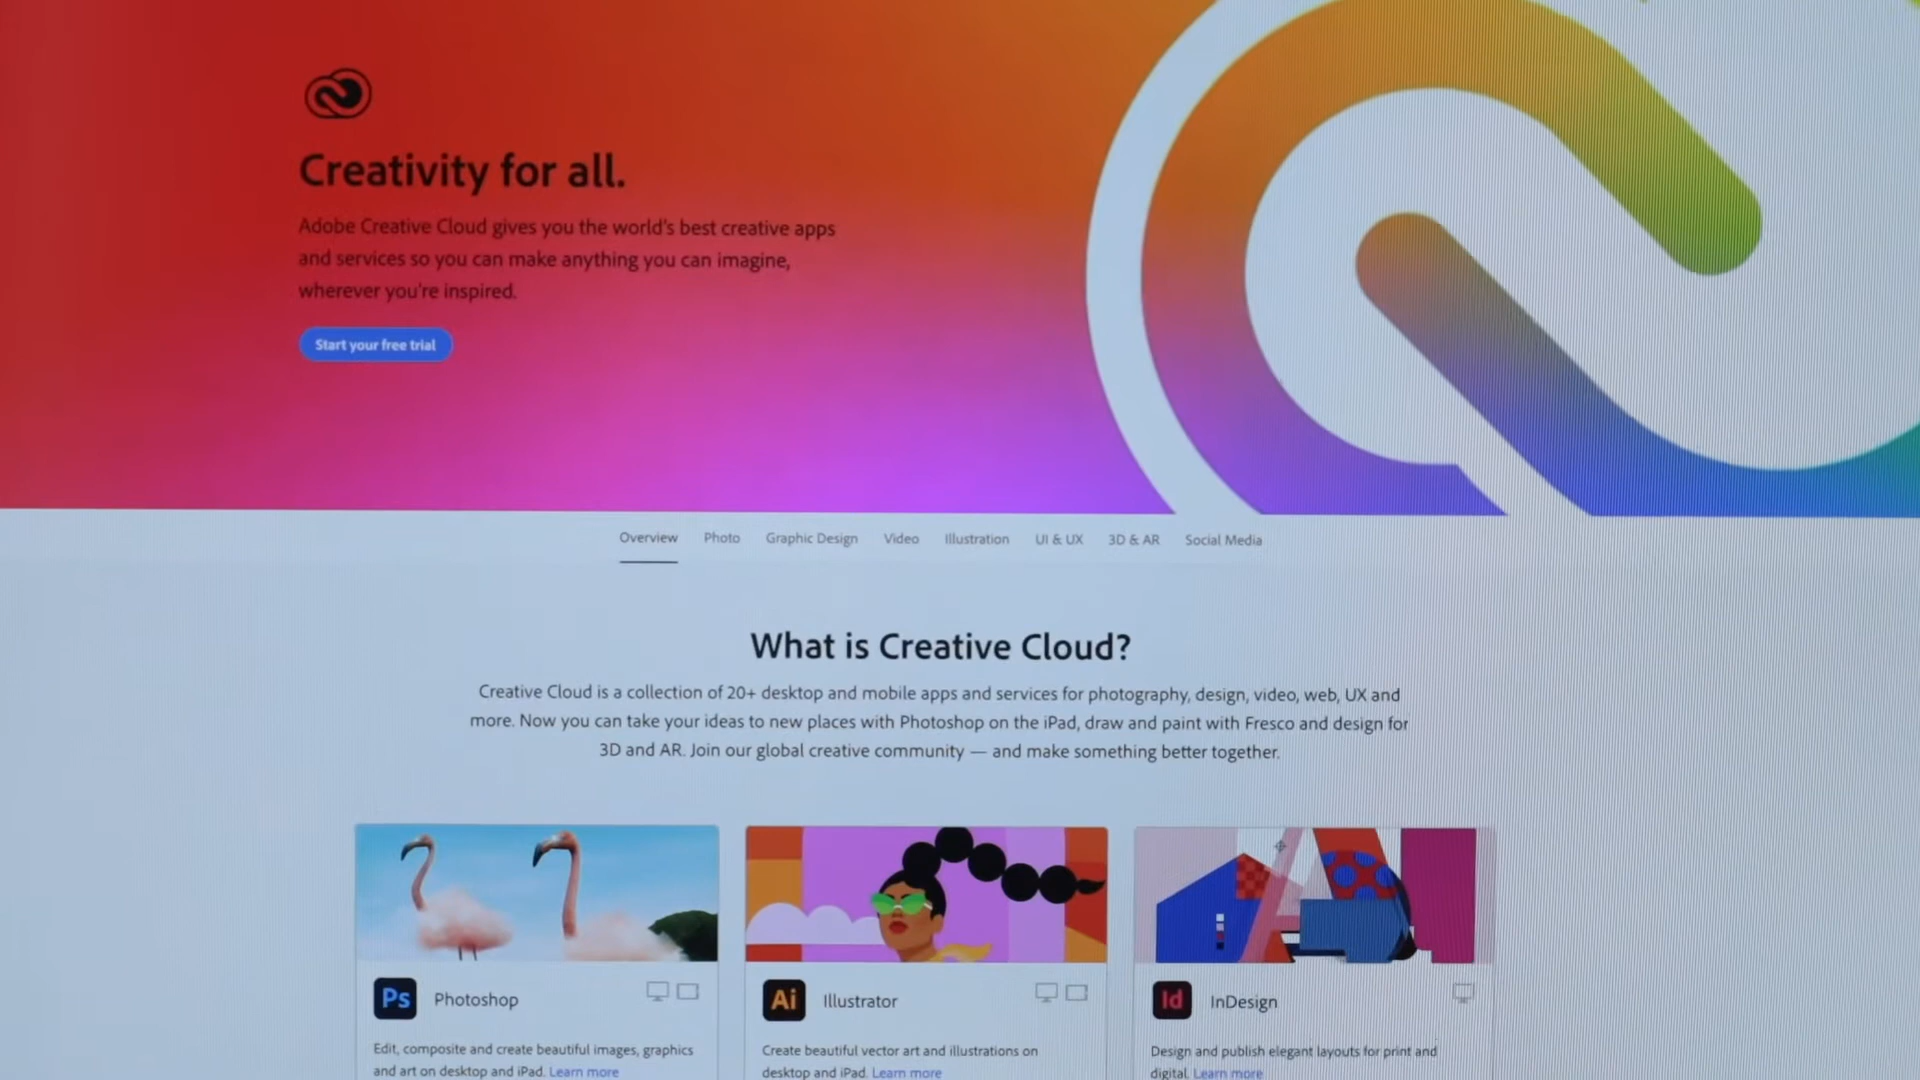 Creativity for all.
Adobe Creative Cloud gives you the world's best creative apps
and services so you can make anything you can imagine,
wherever you're inspired.
Start your free trial
Overview Photo Graphic Design Video Illustration UI & UX 3D & AR Social Media
What is Creative Cloud?
Creative Cloud is a collection of 20+ desktop and mobile apps and services for photography, design, video, web, UX and
more. Now you can take your ideas to new places with Photoshop on the iPad, draw and paint with Fresco and design for
3D and AR. Join our global creative community — and make something better together.
Ps Photoshop
Edit, composite and create beautiful images, graphics
and art on desktop and iPad. Learn more
Ai Illustrator
Create beautiful vector art and illustrations on
desktop and iPad. Learn more
Id InDesign
Design and publish elegant layouts for print and
digital. Learn more